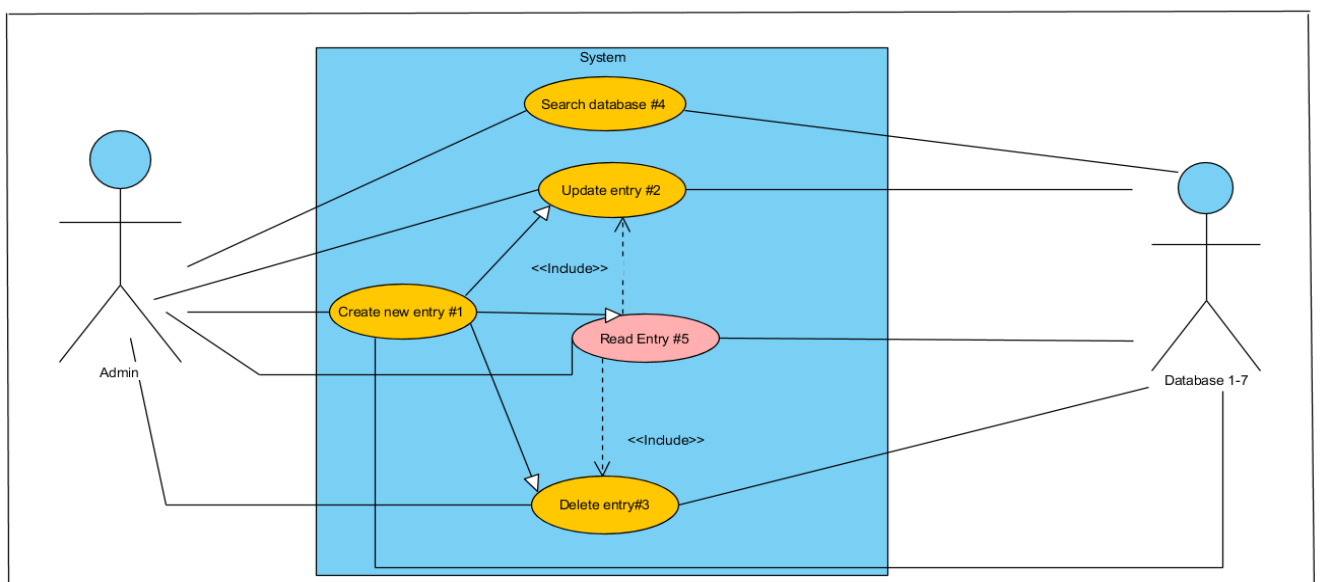 System
Search database #4
Update entry #2
<<Include>>
Create new entry #1
Read Entry #5
Admin
Database 1-7
<<Include>>
Delete entry#3